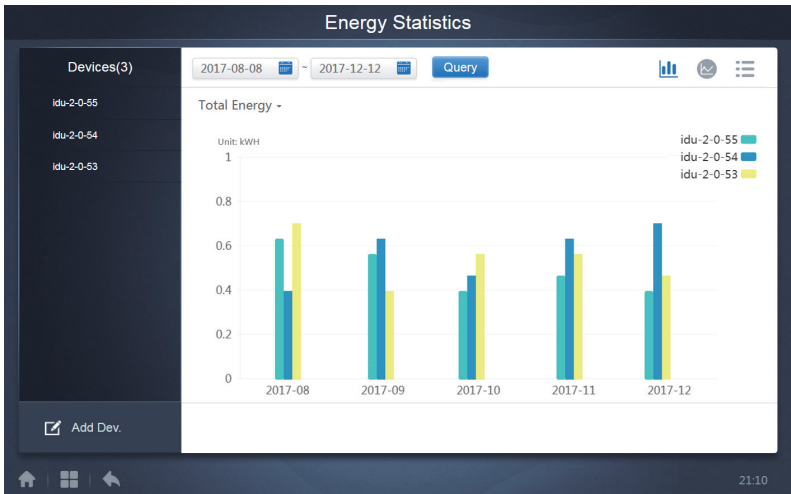 Energy Statistics
Devices(3)
idu-2-0-55
idu-2-0-54
idu-2-0-53
Add Dev.
2017-08-08 ~ 2017-12-12 Query
Total Energy
Unit: kWH
idu-2-0-55
idu-2-0-54
idu-2-0-53
1
0.8
0.6
0.4
0.2
0
2017-08 2017-09 2017-10 2017-11 2017-12
21:10